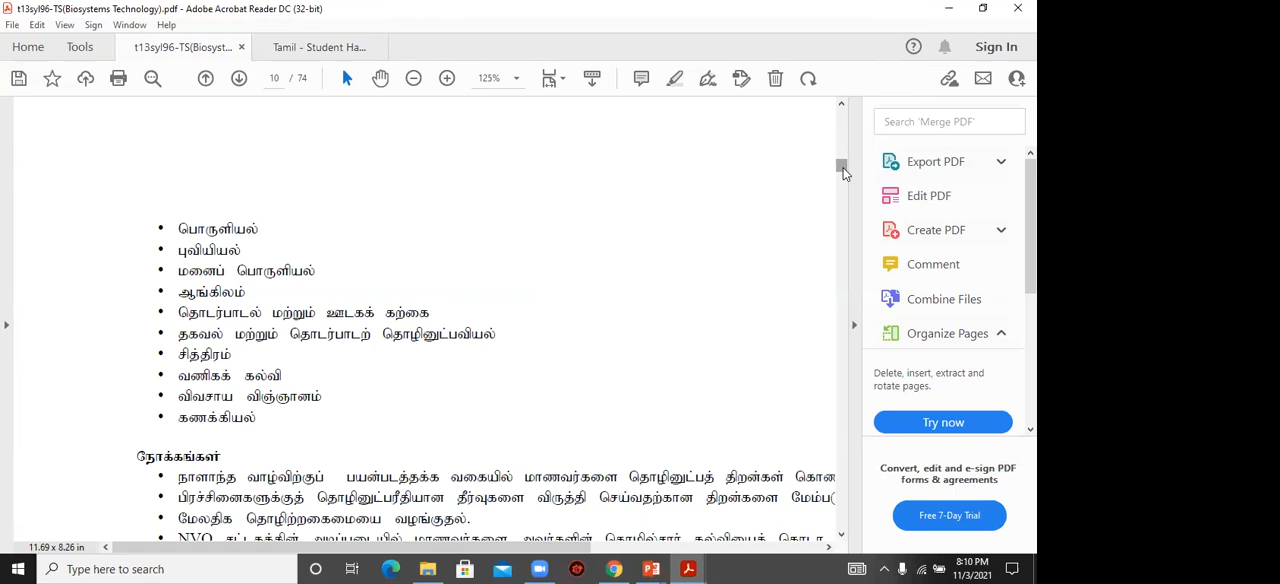 t13syl96-TS(Biosystems Technology).pdf - Adobe Acrobat Reader DC (32-bit)
File Edit View Sign Window Help
Home Tools t13syl96-TS(Biosyst... × Tamil - Student Ha... Sign In
10 / 74 125%
Search 'Merge PDF'
Export PDF
Edit PDF
Create PDF
Comment
Combine Files
Organize Pages
Delete, insert, extract and
rotate pages.
Try now
Convert, edit and e-sign PDF
forms & agreements
Free 7-Day Trial
• பொருளியல்
• புவியியல்
• மனைப் பொருளியல்
• ஆங்கிலம்
• தொடர்பாடல் மற்றும் ஊடகக் கற்கை
• தகவல் மற்றும் தொடர்பாடற் தொழினுட்பவியல்
• சித்திரம்
• வணிகக் கல்வி
• விவசாய விஞ்ஞானம்
• கணக்கியல்
நோக்கங்கள்
• நாளாந்த வாழ்விற்குப் பயன்படத்தக்க வகையில் மாணவர்களை தொழினுட்பத் திறன்கள்
• பிரச்சினைகளுக்குத் தொழினுட்பரீதியான தீர்வுகளை விருத்தி செய்வதற்கான திறன்களை
• மேலதிக தொழிற்றகைமையை வழங்குதல்.
• NVQ
11.69 x 8.26 in
Type here to search
8:10 PM
11/3/2021